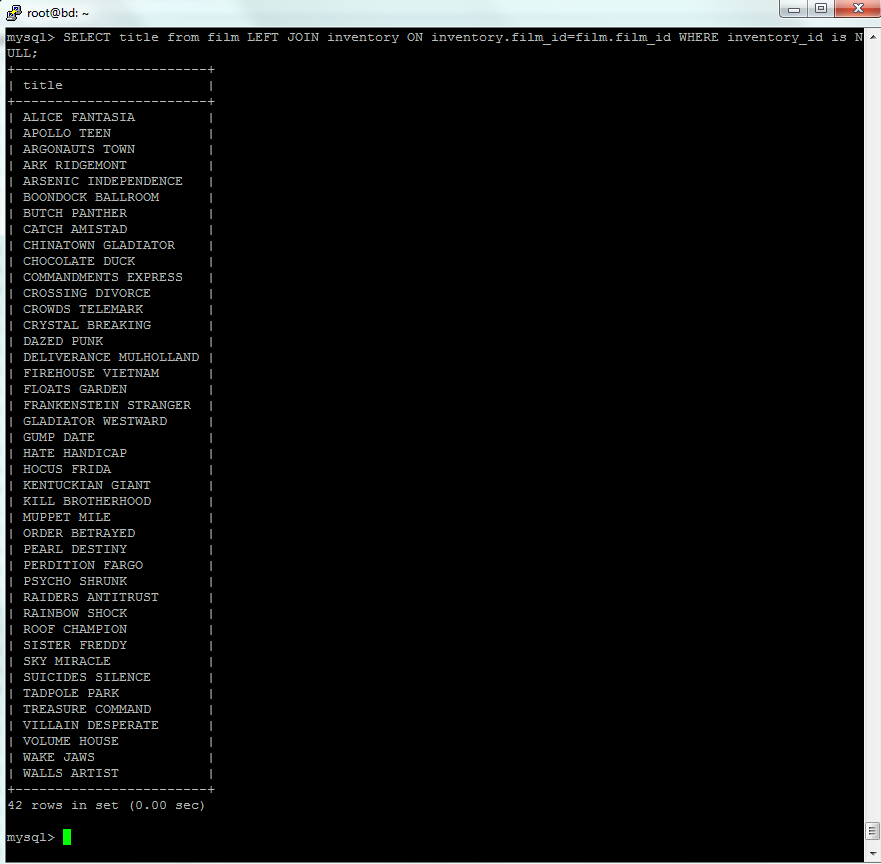 root@bd: ~
mysql> SELECT title from film LEFT JOIN inventory ON inventory.film_id=film.film_id WHERE inventory_id is N
ULL;
+------------------------+
| title                  |
+------------------------+
| ALICE FANTASIA         |
| APOLLO TEEN            |
| ARGONAUTS TOWN         |
| ARK RIDGEMONT          |
| ARSENIC INDEPENDENCE   |
| BOONDOCK BALLROOM      |
| BUTCH PANTHER          |
| CATCH AMISTAD          |
| CHINATOWN GLADIATOR    |
| CHOCOLATE DUCK         |
| COMMANDMENTS EXPRESS   |
| CROSSING DIVORCE       |
| CROWDS TELEMARK        |
| CRYSTAL BREAKING       |
| DAZED PUNK             |
| DELIVERANCE MULHOLLAND |
| FIREHOUSE VIETNAM      |
| FLOATS GARDEN          |
| FRANKENSTEIN STRANGER  |
| GLADIATOR WESTWARD     |
| GUMP DATE              |
| HATE HANDICAP          |
| HOCUS FRIDA            |
| KENTUCKIAN GIANT       |
| KILL BROTHERHOOD       |
| MUPPET MILE            |
| ORDER BETRAYED         |
| PEARL DESTINY          |
| PERDITION FARGO        |
| PSYCHO SHRUNK          |
| RAIDERS ANTITRUST      |
| RAINBOW SHOCK          |
| ROOF CHAMPION          |
| SISTER FREDDY          |
| SKY MIRACLE            |
| SUICIDES SILENCE       |
| TADPOLE PARK           |
| TREASURE COMMAND       |
| VILLAIN DESPERATE      |
| VOLUME HOUSE           |
| WAKE JAWS              |
| WALLS ARTIST           |
+------------------------+
42 rows in set (0.00 sec)
mysql>